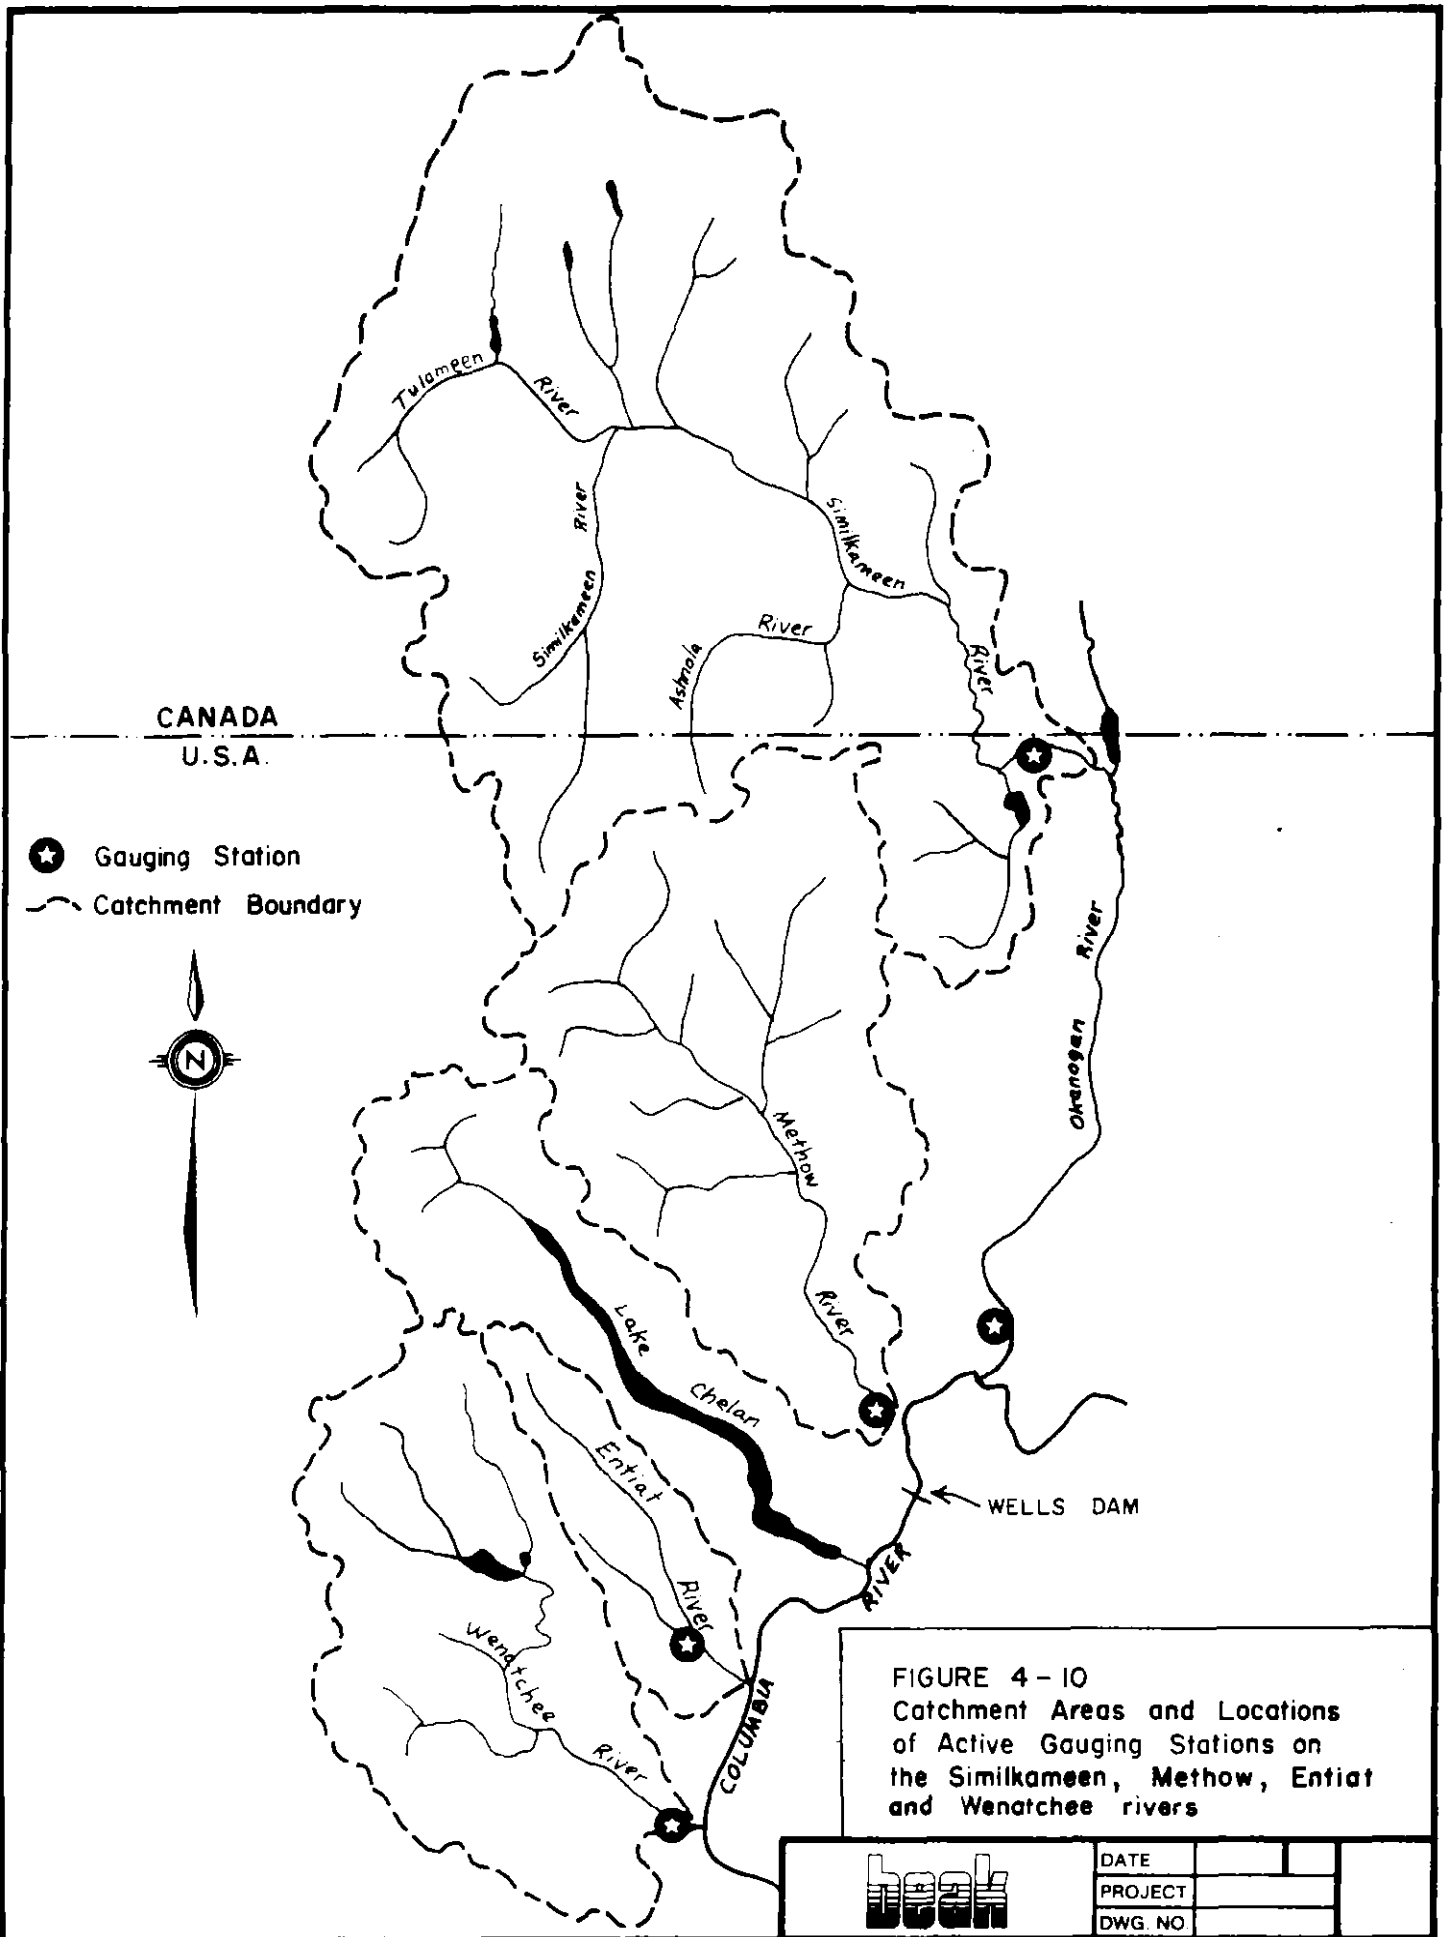 Tulameen
River
River
Similkameen
Similkameen
River
Ashnola
River
River
CANADA
U.S.A.
Gauging Station
Catchment Boundary
N
Okanogan
River
Methow
River
Lake
Chelan
Entiat
River
WELLS DAM
Wenatchee
River
COLUMBIA
RIVER
FIGURE 4-10
Catchment Areas and Locations
of Active Gauging Stations on
the Similkameen, Methow, Entiat
and Wenatchee rivers
beak
DATE
PROJECT
DWG. NO.